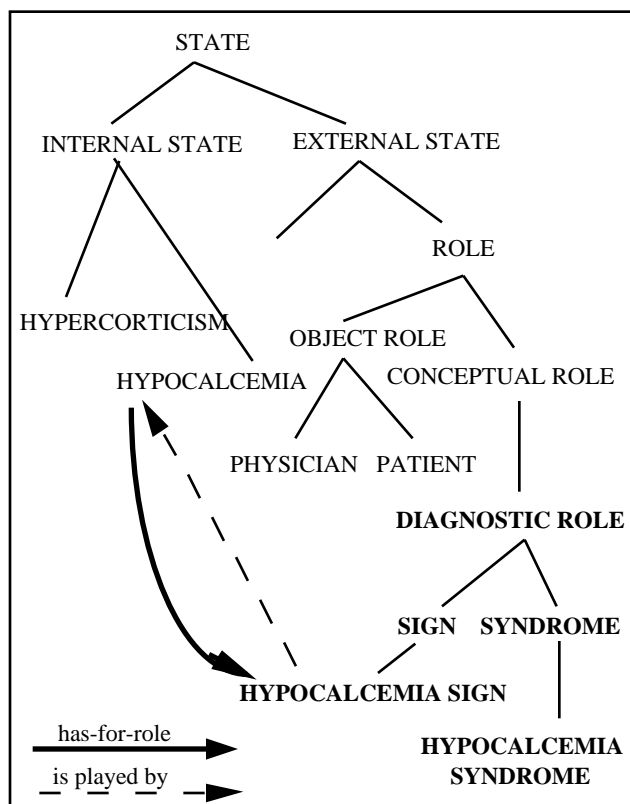 STATE
INTERNAL STATE
EXTERNAL STATE
ROLE
HYPERCORTICISM
OBJECT ROLE
HYPOCALCEMIA
CONCEPTUAL ROLE
PHYSICIAN
PATIENT
DIAGNOSTIC ROLE
SIGN
SYNDROME
HYPOCALCEMIA SIGN
has-for-role
HYPOCALCEMIA
SYNDROME
is played by